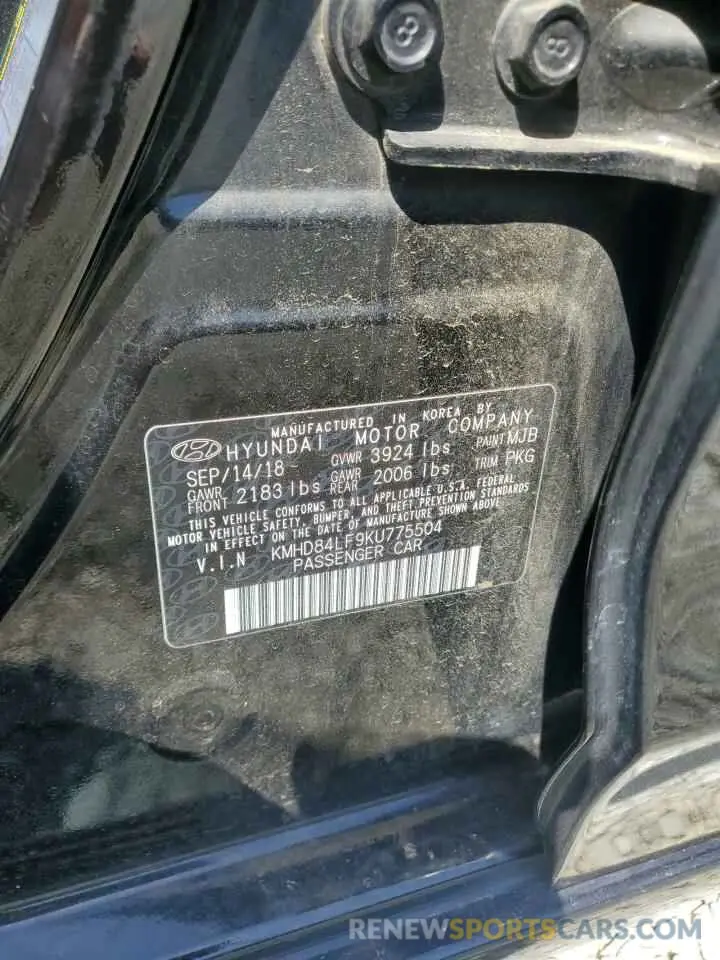 8
8
MANUFACTURED IN KOREA BY
HYUNDAI MOTOR COMPANY
SEP/14/18 GVWR 3924 lbs PAINT MJB
GAWR FRONT 2183 lbs GAWR REAR 2006 lbs TRIM PKG
THIS VEHICLE CONFORMS TO ALL APPLICABLE U.S.A. FEDERAL
MOTOR VEHICLE SAFETY, BUMPER, AND THEFT PREVENTION STANDARDS
IN EFFECT ON THE DATE OF MANUFACTURE SHOWN ABOVE
V.I.N KMHD84LF9KU775504
PASSENGER CAR
RENEWSPORTSCARS.COM